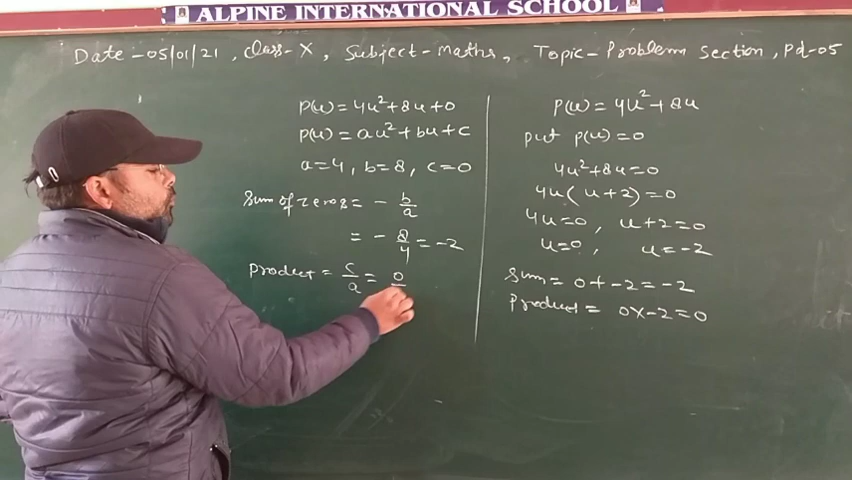 ALPINE INTERNATIONAL SCHOOL
Date - 05/01/21, Class - X, Subject - Maths, Topic - Problem Section, Pd - 05
P(u) = 4u²+8u+0
P(u) = au²+bu+c
a=4, b=8, c=0
Sum of zeros = - b/a
= - 8/4 = -2
Product = c/a = 0
P(u) = 4u²+8u
put P(u) = 0
4u²+8u=0
4u(u+2)=0
4u=0, u+2=0
u=0, u=-2
Sum = 0+-2=-2
Product = 0x-2=0